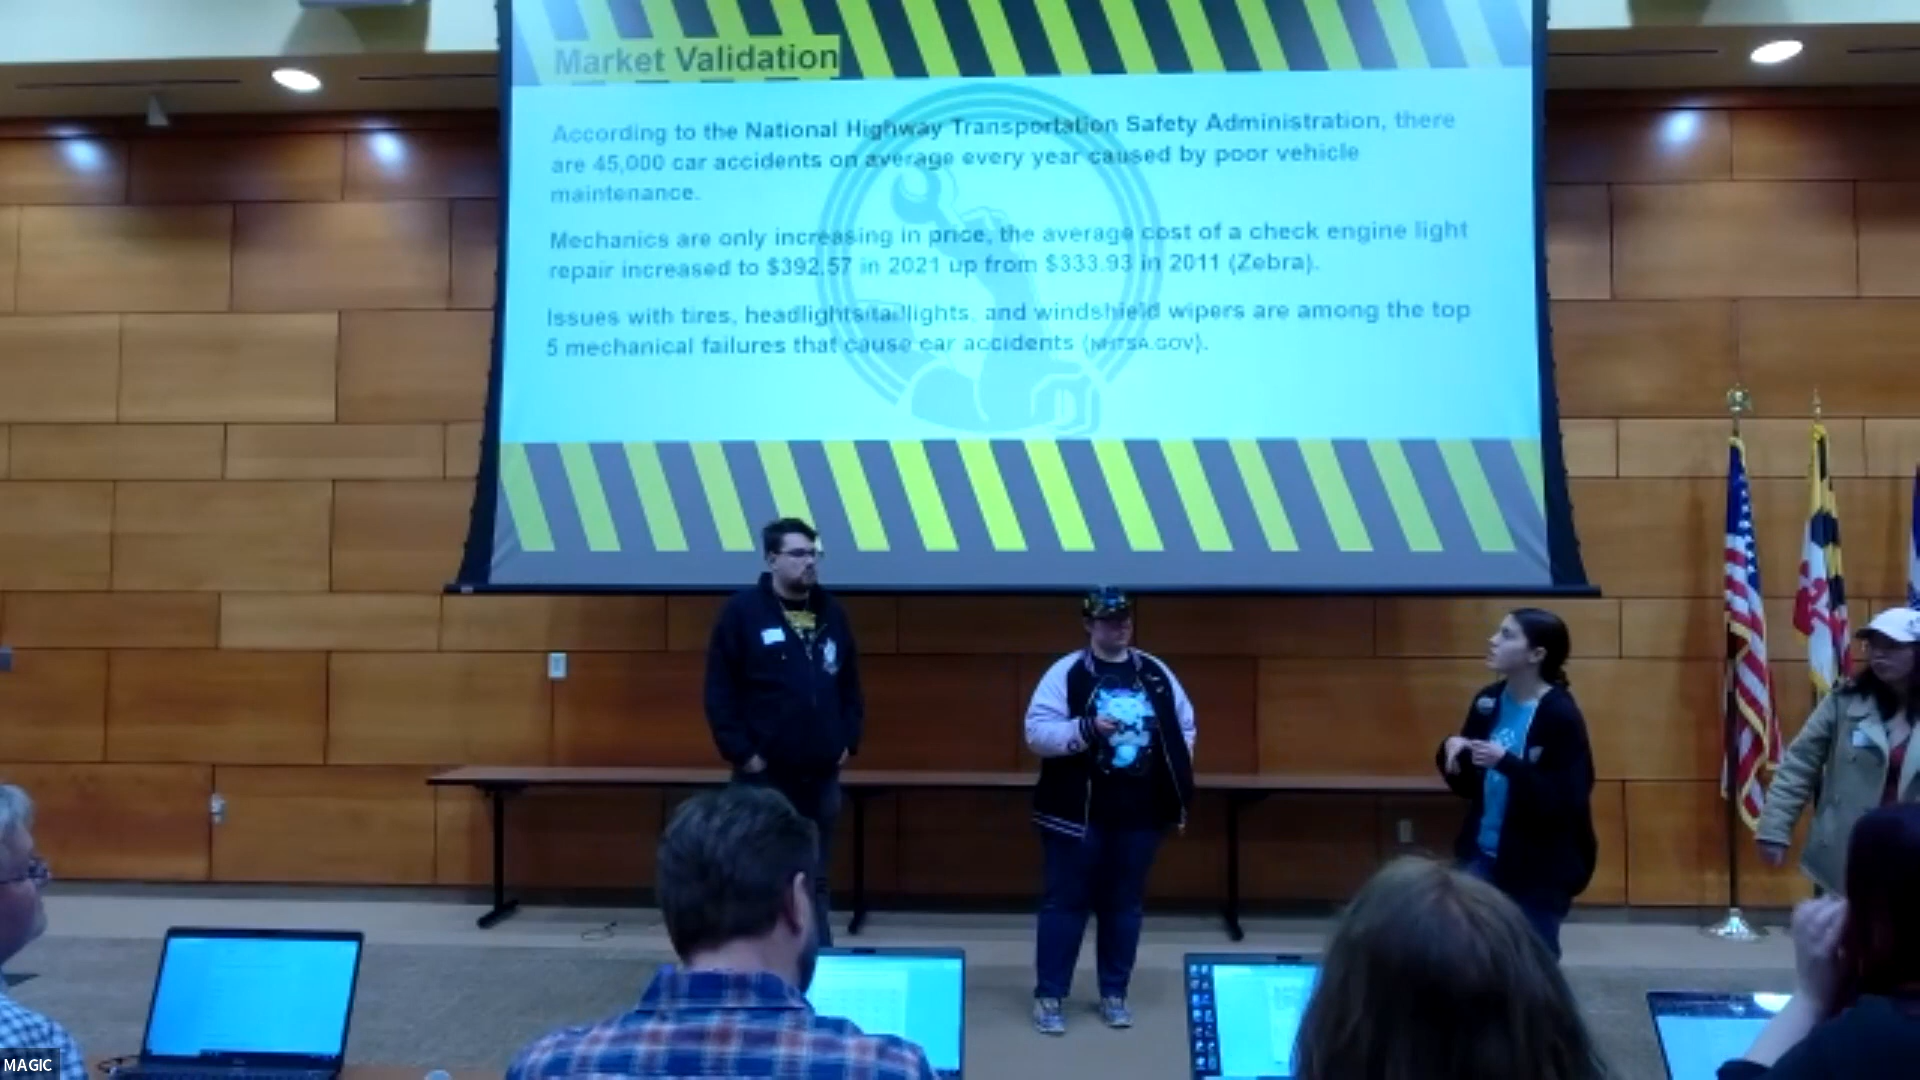 Market Validation
According to the National Highway Transportation Safety Administration, there
are 45,000 car accidents on average every year caused by poor vehicle
maintenance.
Mechanics are only increasing in price, the average cost of a check engine light
repair increased to $392.57 in 2021 up from $333.93 in 2011 (Zebra).
Issues with tires, headlights/taillights, and windshield wipers are among the top
5 mechanical failures that cause car accidents (NHTSA.GOV).
MAGIC